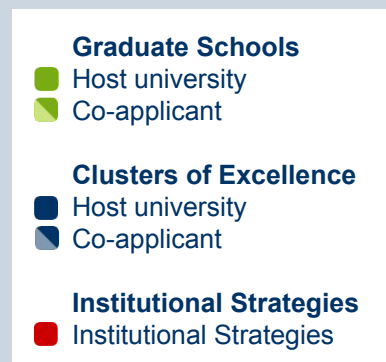 Graduate Schools
Host university
Co-applicant
Clusters of Excellence
Host university
Co-applicant
Institutional Strategies
Institutional Strategies